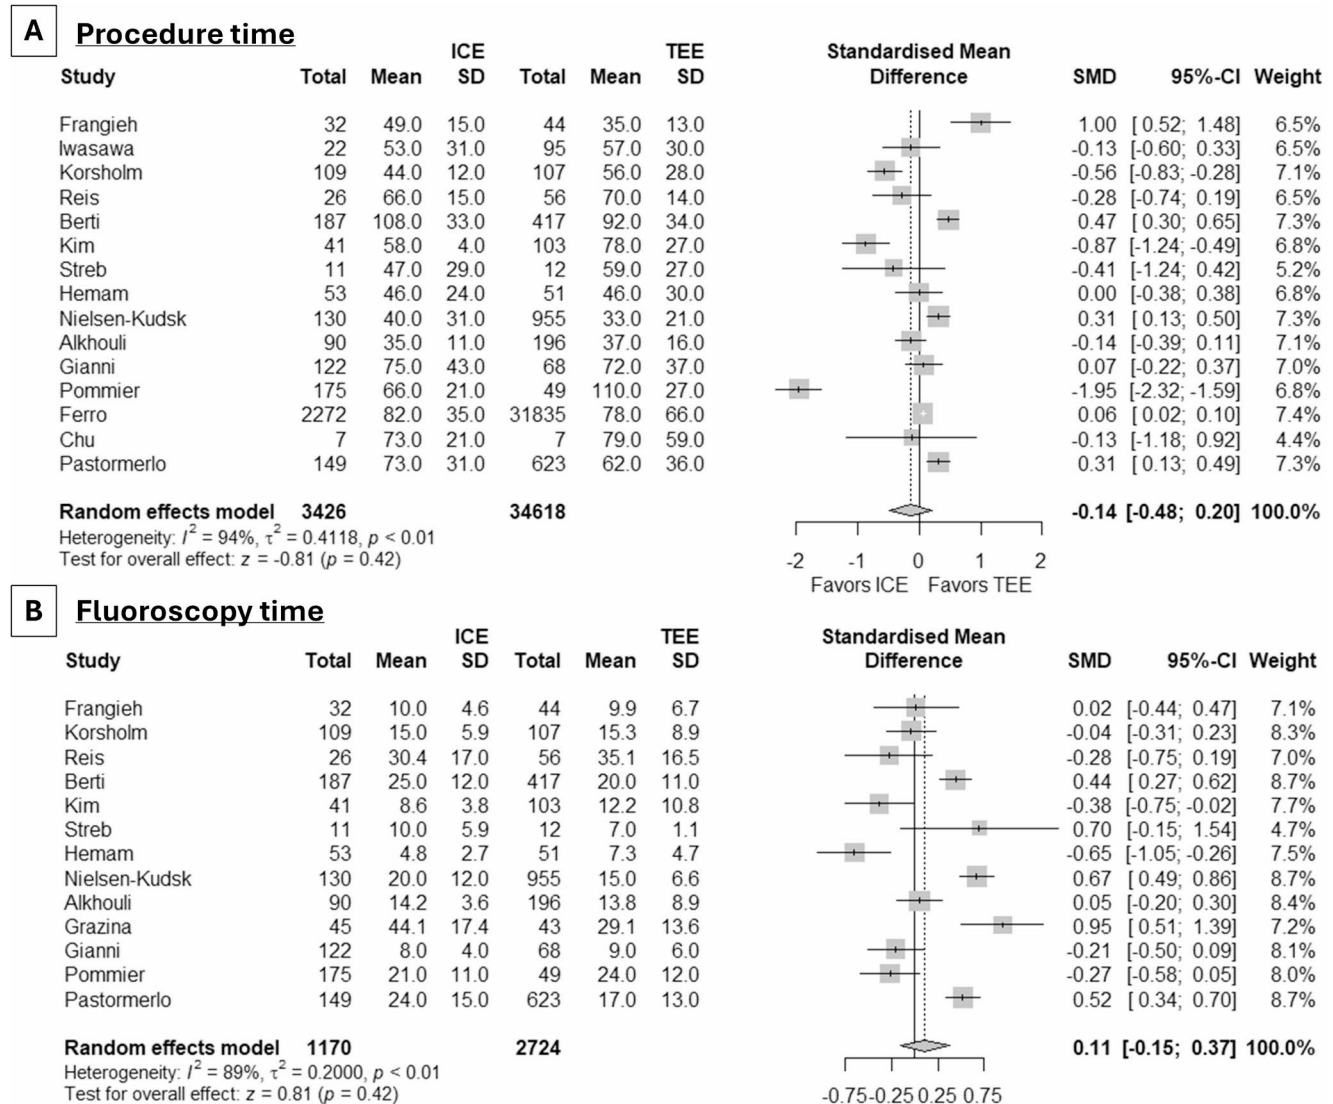 A Procedure time
ICE TEE Standardised Mean
Study Total Mean SD Total Mean SD Difference SMD 95%-CI Weight
Frangieh 32 49.0 15.0 44 35.0 13.0 1.00 [ 0.52; 1.48] 6.5%
Iwasawa 22 53.0 31.0 95 57.0 30.0 -0.13 [-0.60; 0.33] 6.5%
Korsholm 109 44.0 12.0 107 56.0 28.0 -0.56 [-0.83; -0.28] 7.1%
Reis 26 66.0 15.0 56 70.0 14.0 -0.28 [-0.74; 0.19] 6.5%
Berti 187 108.0 33.0 417 92.0 34.0 0.47 [ 0.30; 0.65] 7.3%
Kim 41 58.0 4.0 103 78.0 27.0 -0.87 [-1.24; -0.49] 6.8%
Streb 11 47.0 29.0 12 59.0 27.0 -0.41 [-1.24; 0.42] 5.2%
Hemam 53 46.0 24.0 51 46.0 30.0 0.00 [-0.38; 0.38] 6.8%
Nielsen-Kudsk 130 40.0 31.0 955 33.0 21.0 0.31 [ 0.13; 0.50] 7.3%
Alkhouli 90 35.0 11.0 196 37.0 16.0 -0.14 [-0.39; 0.11] 7.1%
Gianni 122 75.0 43.0 68 72.0 37.0 0.07 [-0.22; 0.37] 7.0%
Pommier 175 66.0 21.0 49 110.0 27.0 -1.95 [-2.32; -1.59] 6.8%
Ferro 2272 82.0 35.0 31835 78.0 66.0 0.06 [ 0.02; 0.10] 7.4%
Chu 7 73.0 21.0 7 79.0 59.0 -0.13 [-1.18; 0.92] 4.4%
Pastormerlo 149 73.0 31.0 623 62.0 36.0 0.31 [ 0.13; 0.49] 7.3%
Random effects model 3426 34618 -0.14 [-0.48; 0.20] 100.0%
Heterogeneity: I² = 94%, τ² = 0.4118, p < 0.01
Test for overall effect: z = -0.81 (p = 0.42)
-2 -1 0 1 2
Favors ICE Favors TEE
B Fluoroscopy time
ICE TEE Standardised Mean
Study Total Mean SD Total Mean SD Difference SMD 95%-CI Weight
Frangieh 32 10.0 4.6 44 9.9 6.7 0.02 [-0.44; 0.47] 7.1%
Korsholm 109 15.0 5.9 107 15.3 8.9 -0.04 [-0.31; 0.23] 8.3%
Reis 26 30.4 17.0 56 35.1 16.5 -0.28 [-0.75; 0.19] 7.0%
Berti 187 25.0 12.0 417 20.0 11.0 0.44 [ 0.27; 0.62] 8.7%
Kim 41 8.6 3.8 103 12.2 10.8 -0.38 [-0.75; -0.02] 7.7%
Streb 11 10.0 5.9 12 7.0 1.1 0.70 [-0.15; 1.54] 4.7%
Hemam 53 4.8 2.7 51 7.3 4.7 -0.65 [-1.05; -0.26] 7.5%
Nielsen-Kudsk 130 20.0 12.0 955 15.0 6.6 0.67 [ 0.49; 0.86] 8.7%
Alkhouli 90 14.2 3.6 196 13.8 8.9 0.05 [-0.20; 0.30] 8.4%
Grazina 45 44.1 17.4 43 29.1 13.6 0.95 [ 0.51; 1.39] 7.2%
Gianni 122 8.0 4.0 68 9.0 6.0 -0.21 [-0.50; 0.09] 8.1%
Pommier 175 21.0 11.0 49 24.0 12.0 -0.27 [-0.58; 0.05] 8.0%
Pastormerlo 149 24.0 15.0 623 17.0 13.0 0.52 [ 0.34; 0.70] 8.7%
Random effects model 1170 2724 0.11 [-0.15; 0.37] 100.0%
Heterogeneity: I² = 89%, τ² = 0.2000, p < 0.01
Test for overall effect: z = 0.81 (p = 0.42)
-0.75 -0.25 0.25 0.75